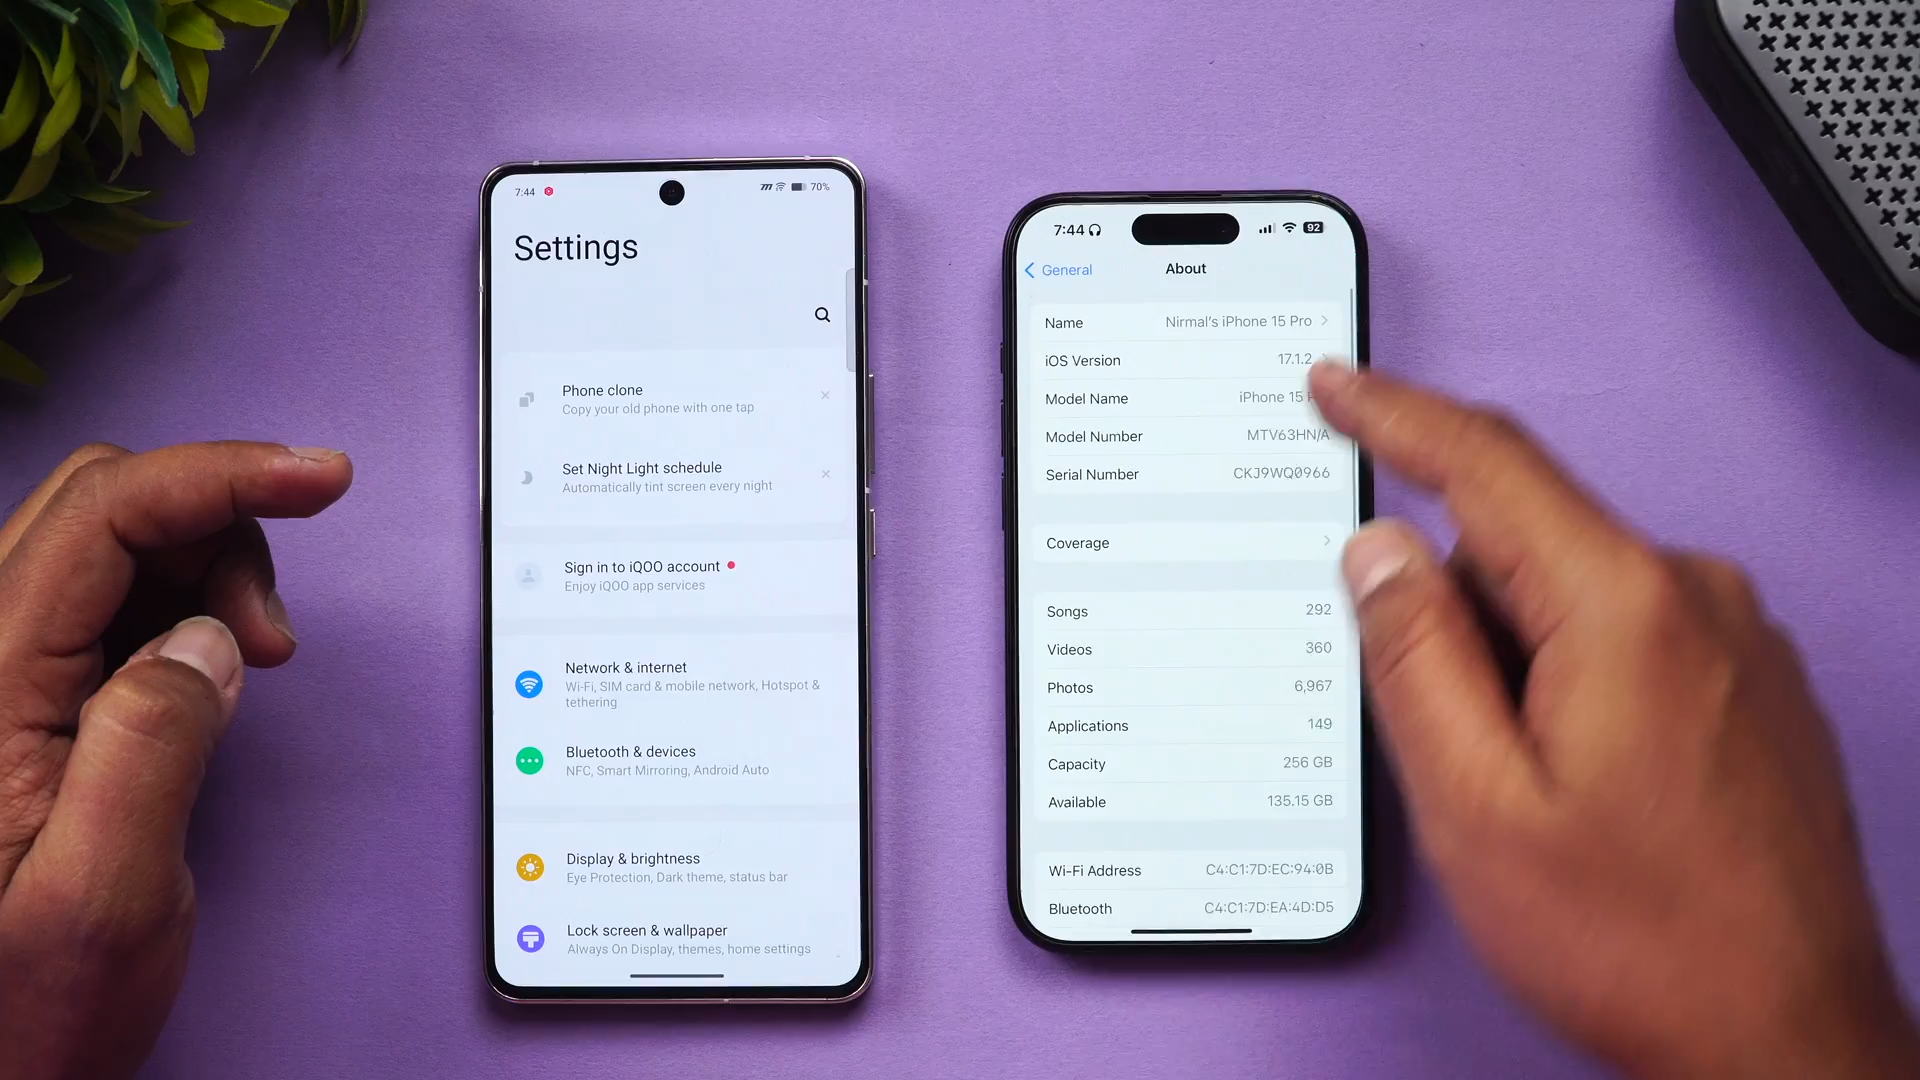 7:44
70%
Settings
Phone clone
Copy your old phone with one tap
Set Night Light schedule
Automatically tint screen every night
Sign in to iQOO account
Enjoy iQOO app services
Network & internet
Wi-Fi, SIM card & mobile network, Hotspot &
tethering
Bluetooth & devices
NFC, Smart Mirroring, Android Auto
Display & brightness
Eye Protection, Dark theme, status bar
Lock screen & wallpaper
Always On Display, themes, home settings
7:44
92
General
About
Name Nirmal's iPhone 15 Pro
iOS Version 17.1.2
Model Name iPhone 15
Model Number MTV63HN/A
Serial Number CKJ9WQ0966
Coverage
Songs 292
Videos 360
Photos 6,967
Applications 149
Capacity 256 GB
Available 135.15 GB
Wi-Fi Address C4:C1:7D:EC:94:0B
Bluetooth C4:C1:7D:EA:4D:D5